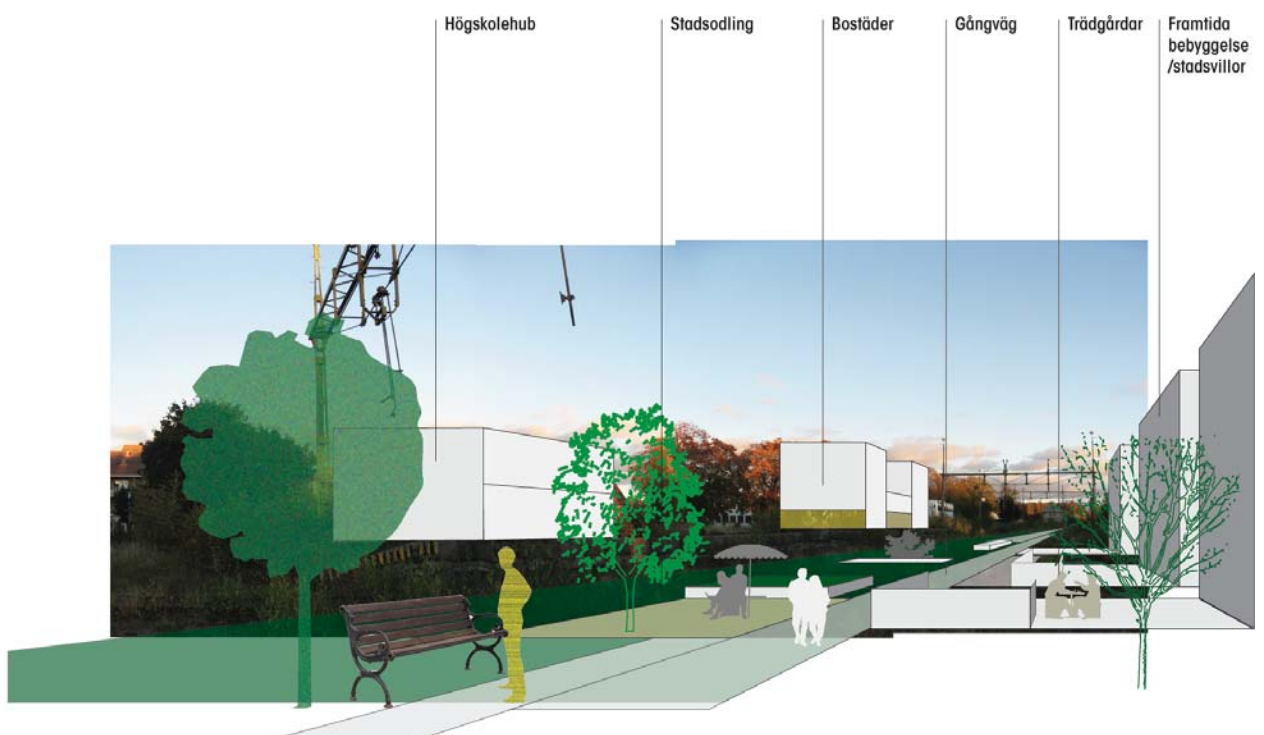 Högskolehub
Stadsodling
Bostäder
Gångväg
Trädgårdar
Framtida
bebyggelse
/stadsvillor